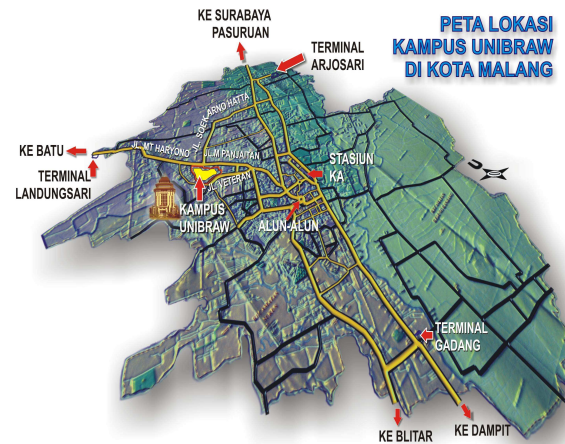 KE SURABAYA
PASURUAN
PETA LOKASI
KAMPUS UNIBRAW
DI KOTA MALANG
TERMINAL
ARJOSARI
JL. SOEKARNO HATTA
KE BATU
JL. MT HARYONO
JL.M PANJAITAN
STASIUN
KA
TERMINAL
LANDUNGSARI
JL. VETERAN
KAMPUS
UNIBRAW
ALUN-ALUN
TERMINAL
GADANG
KE BLITAR
KE DAMPIT